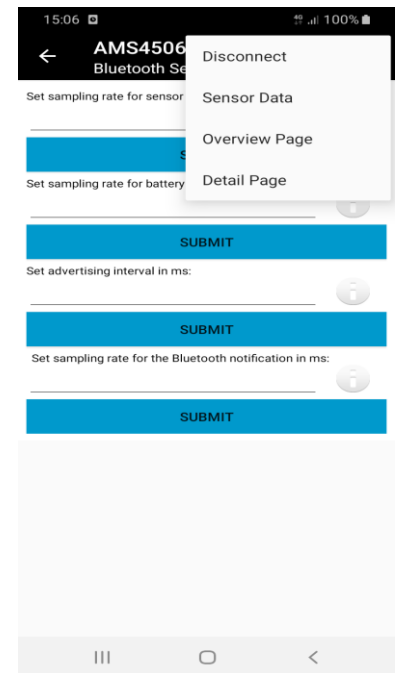 15:06 4G 100%
AMS4506
Bluetooth Se
Disconnect
Sensor Data
Overview Page
Detail Page
Set sampling rate for sensor
S
Set sampling rate for battery
SUBMIT
Set advertising interval in ms:
SUBMIT
Set sampling rate for the Bluetooth notification in ms:
SUBMIT